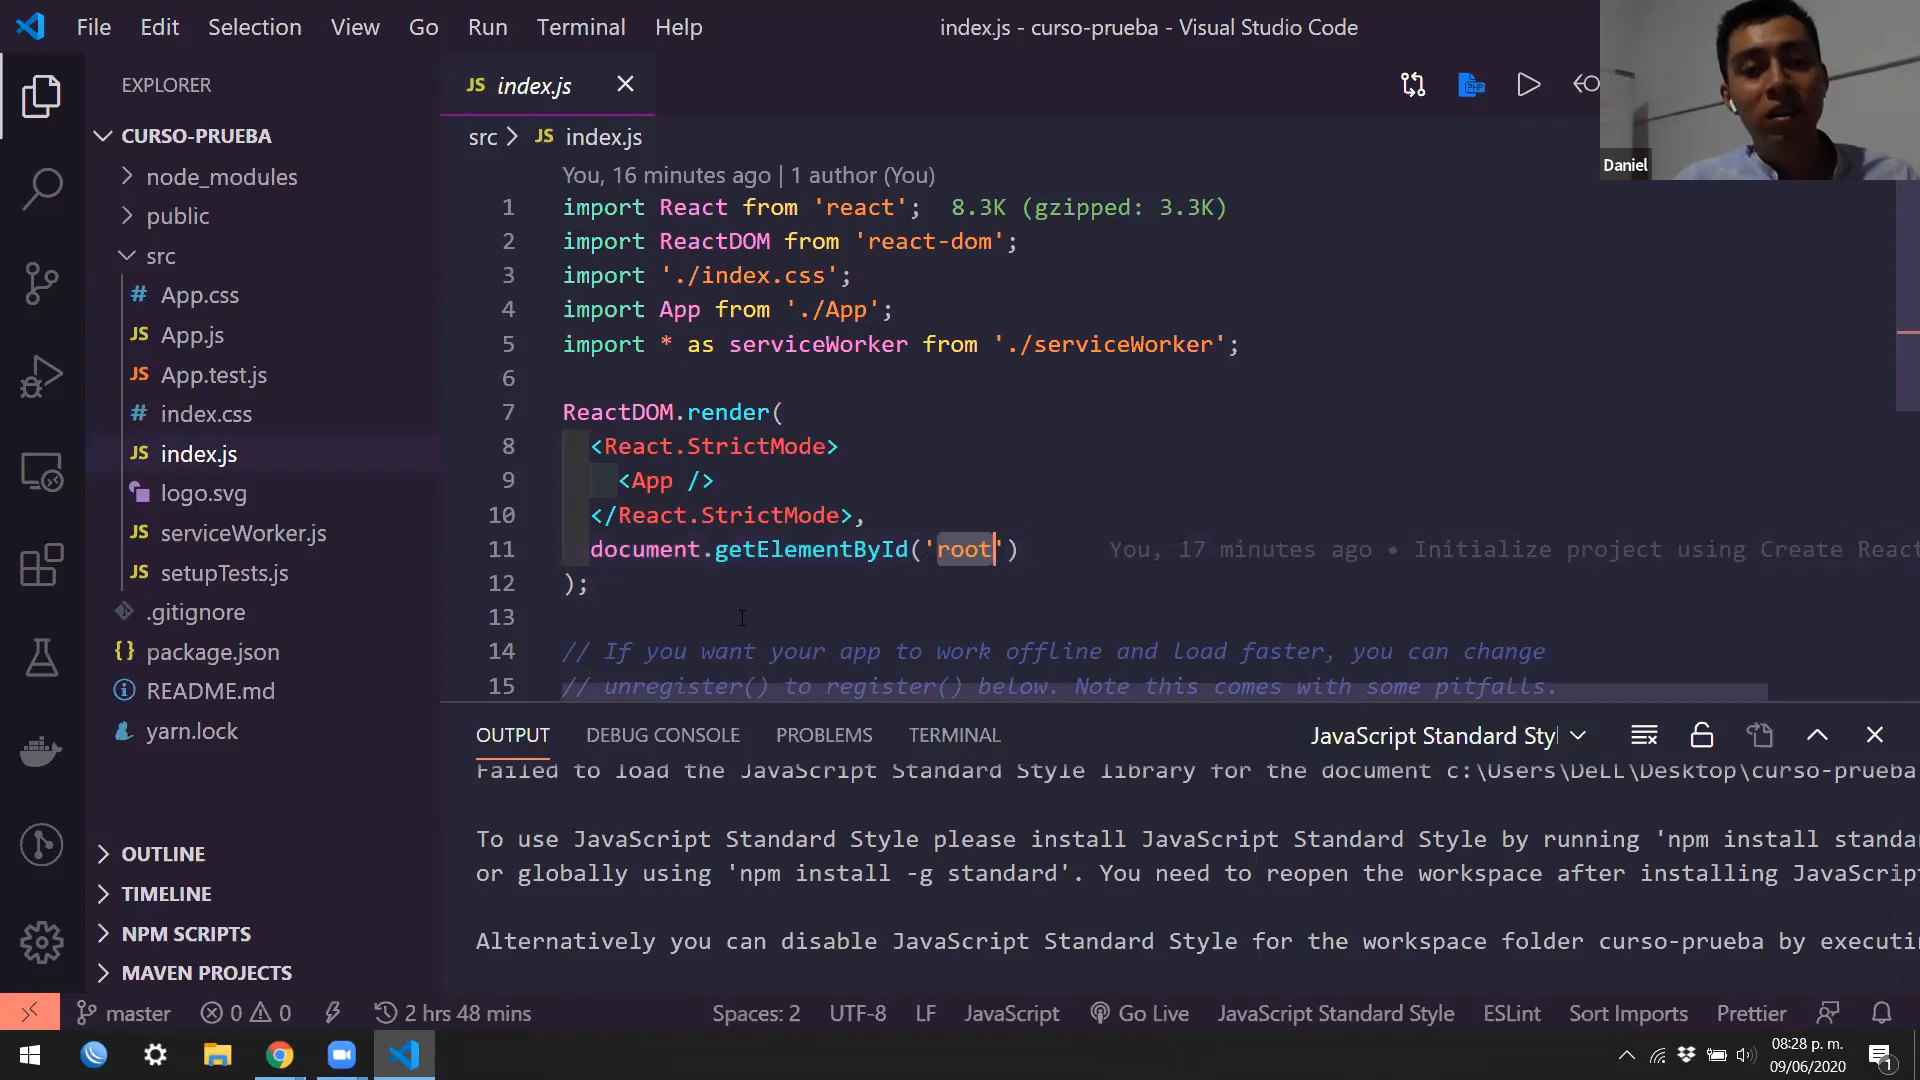 File Edit Selection View Go Run Terminal Help
index.js - curso-prueba - Visual Studio Code
Daniel
EXPLORER
CURSO-PRUEBA
node_modules
public
src
# App.css
JS App.js
JS App.test.js
# index.css
JS index.js
logo.svg
JS serviceWorker.js
JS setupTests.js
.gitignore
{} package.json
README.md
yarn.lock
OUTLINE
TIMELINE
NPM SCRIPTS
MAVEN PROJECTS
JS index.js
PHP
src > JS index.js
You, 16 minutes ago | 1 author (You)
1 import React from 'react'; 8.3K (gzipped: 3.3K)
2 import ReactDOM from 'react-dom';
3 import './index.css';
4 import App from './App';
5 import * as serviceWorker from './serviceWorker';
6
7 ReactDOM.render(
8 <React.StrictMode>
9 <App />
10 </React.StrictMode>,
11 document.getElementById('root') You, 17 minutes ago • Initialize project using Create React
12 );
13
14 // If you want your app to work offline and load faster, you can change
15 // unregister() to register() below. Note this comes with some pitfalls.
OUTPUT DEBUG CONSOLE PROBLEMS TERMINAL JavaScript Standard Styl
Failed to load the JavaScript Standard Style library for the document c:\Users\DeLL\Desktop\curso-prueba
To use JavaScript Standard Style please install JavaScript Standard Style by running 'npm install standa
or globally using 'npm install -g standard'. You need to reopen the workspace after installing JavaScrip
Alternatively you can disable JavaScript Standard Style for the workspace folder curso-prueba by executi
master 0 0 2 hrs 48 mins Spaces: 2 UTF-8 LF JavaScript Go Live JavaScript Standard Style ESLint Sort Imports Prettier
08:28 p. m.
09/06/2020
1